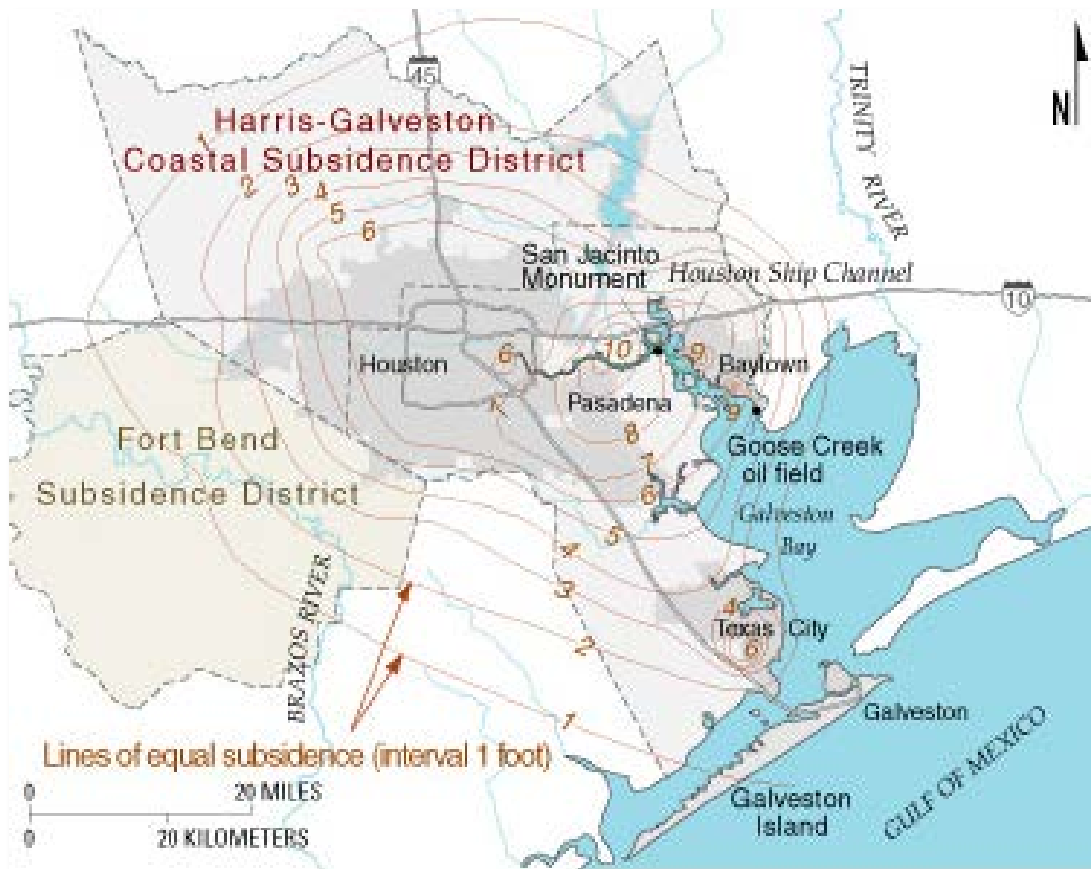 45
N
TRINITY RIVER
Harris-Galveston
Coastal Subsidence District
1
2
3
4
5
6
San Jacinto
Monument
Houston Ship Channel
10
Houston
6
10
9
Baytown
Pasadena
9
8
7
7
6
Goose Creek
oil field
Galveston
Bay
Fort Bend
Subsidence District
5
4
3
2
1
4
Texas City
6
BRAZOS RIVER
Galveston
Lines of equal subsidence (interval 1 foot)
GULF OF MEXICO
0 20 MILES
0 20 KILOMETERS
Galveston
Island